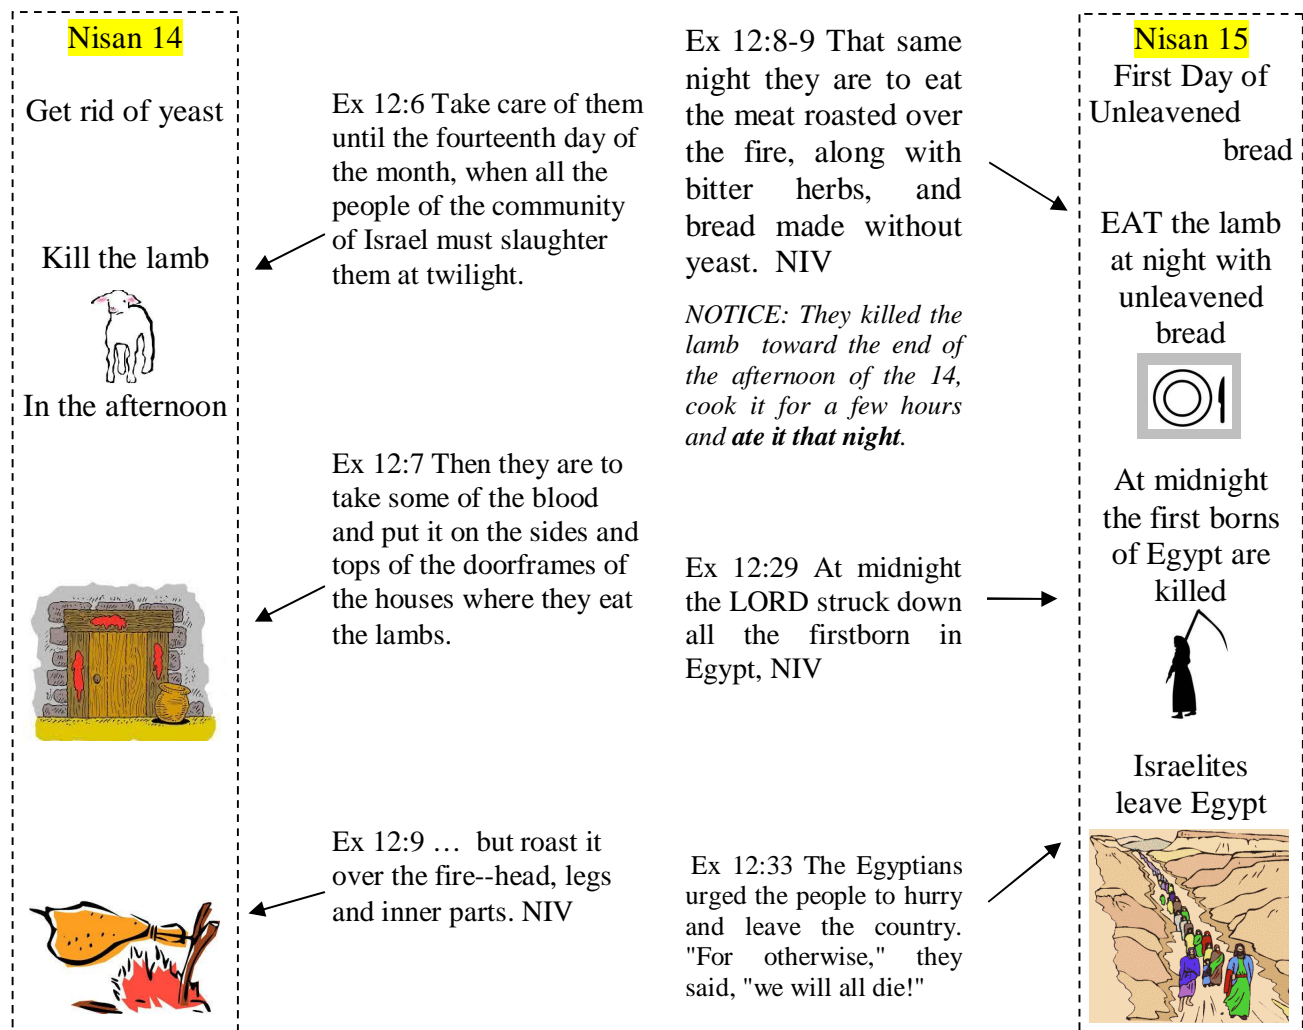 Nisan 14
Get rid of yeast
Kill the lamb
In the afternoon
Ex 12:6 Take care of them
until the fourteenth day of
the month, when all the
people of the community
of Israel must slaughter
them at twilight.
Ex 12:7 Then they are to
take some of the blood
and put it on the sides and
tops of the doorframes of
the houses where they eat
the lambs.
Ex 12:9 … but roast it
over the fire--head, legs
and inner parts. NIV
Ex 12:8-9 That same
night they are to eat
the meat roasted over
the fire, along with
bitter herbs, and
bread made without
yeast. NIV
NOTICE: They killed the
lamb toward the end of
the afternoon of the 14,
cook it for a few hours
and ate it that night.
Ex 12:29 At midnight
the LORD struck down
all the firstborn in
Egypt, NIV
Ex 12:33 The Egyptians
urged the people to hurry
and leave the country.
"For otherwise," they
said, "we will all die!"
Nisan 15
First Day of
Unleavened
bread
EAT the lamb
at night with
unleavened
bread
At midnight
the first borns
of Egypt are
killed
Israelites
leave Egypt